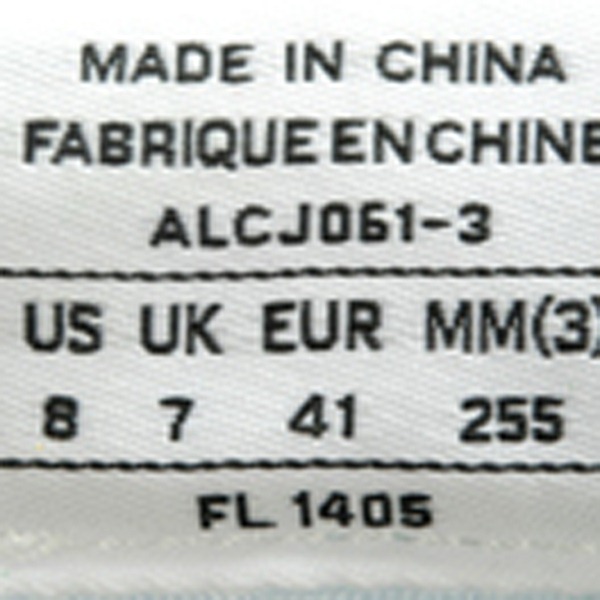 MADE IN CHINA
FABRIQUE EN CHINE
ALCJ061-3
US UK EUR MM(3)
8 7 41 255
FL 1405